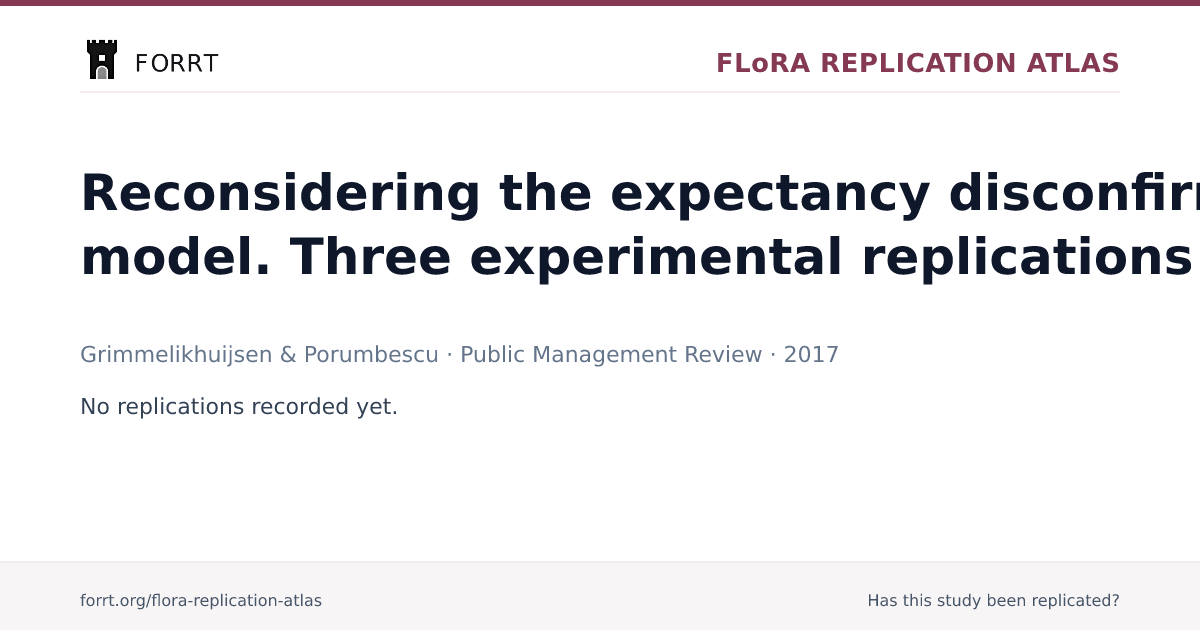 FORRT
FLoRA REPLICATION ATLAS
Reconsidering the expectancy
model. Three experimental replications
Grimmelikhuijsen & Porumbescu · Public Management Review · 2017
No replications recorded yet.
forrt.org/flora-replication-atlas
Has this study been replicated?